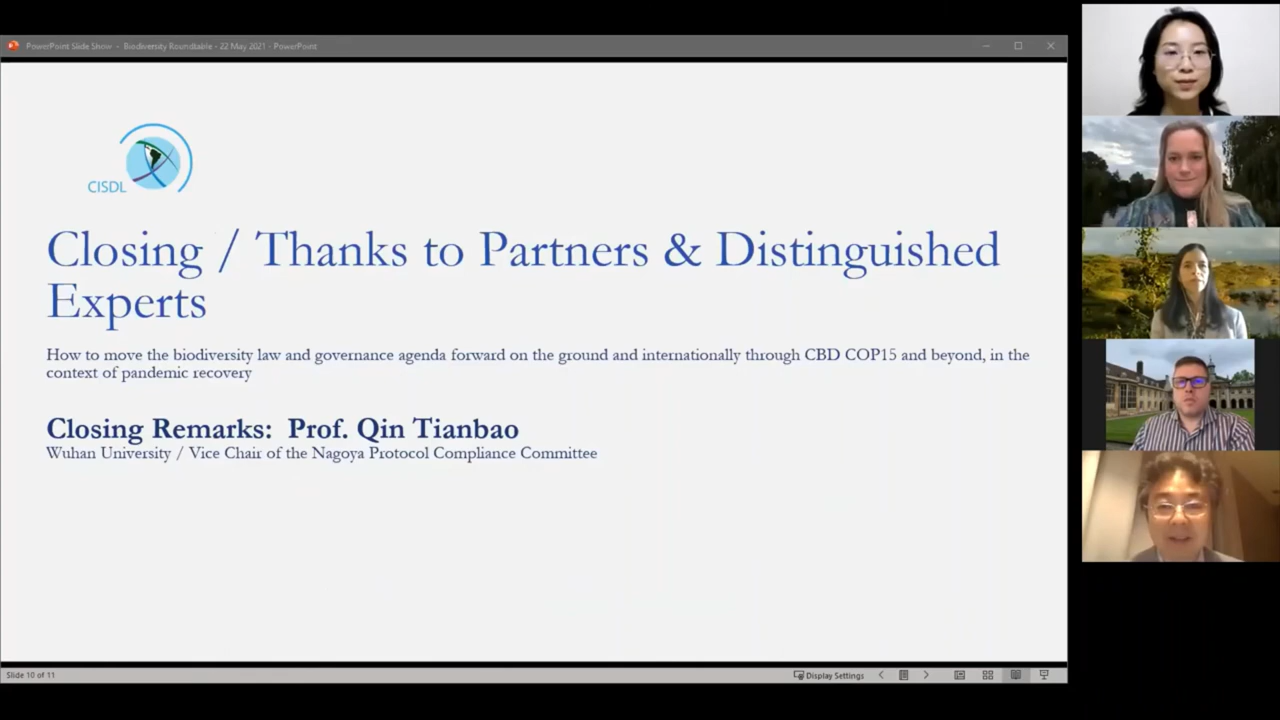 PowerPoint Slide Show - Biodiversity Roundtable - 22 May 2021 - PowerPoint
CISDL
Closing / Thanks to Partners & Distinguished
Experts
How to move the biodiversity law and governance agenda forward on the ground and internationally through CBD COP15 and beyond, in the
context of pandemic recovery
Closing Remarks: Prof. Qin Tianbao
Wuhan University / Vice Chair of the Nagoya Protocol Compliance Committee
Slide 10 of 11
Display Settings